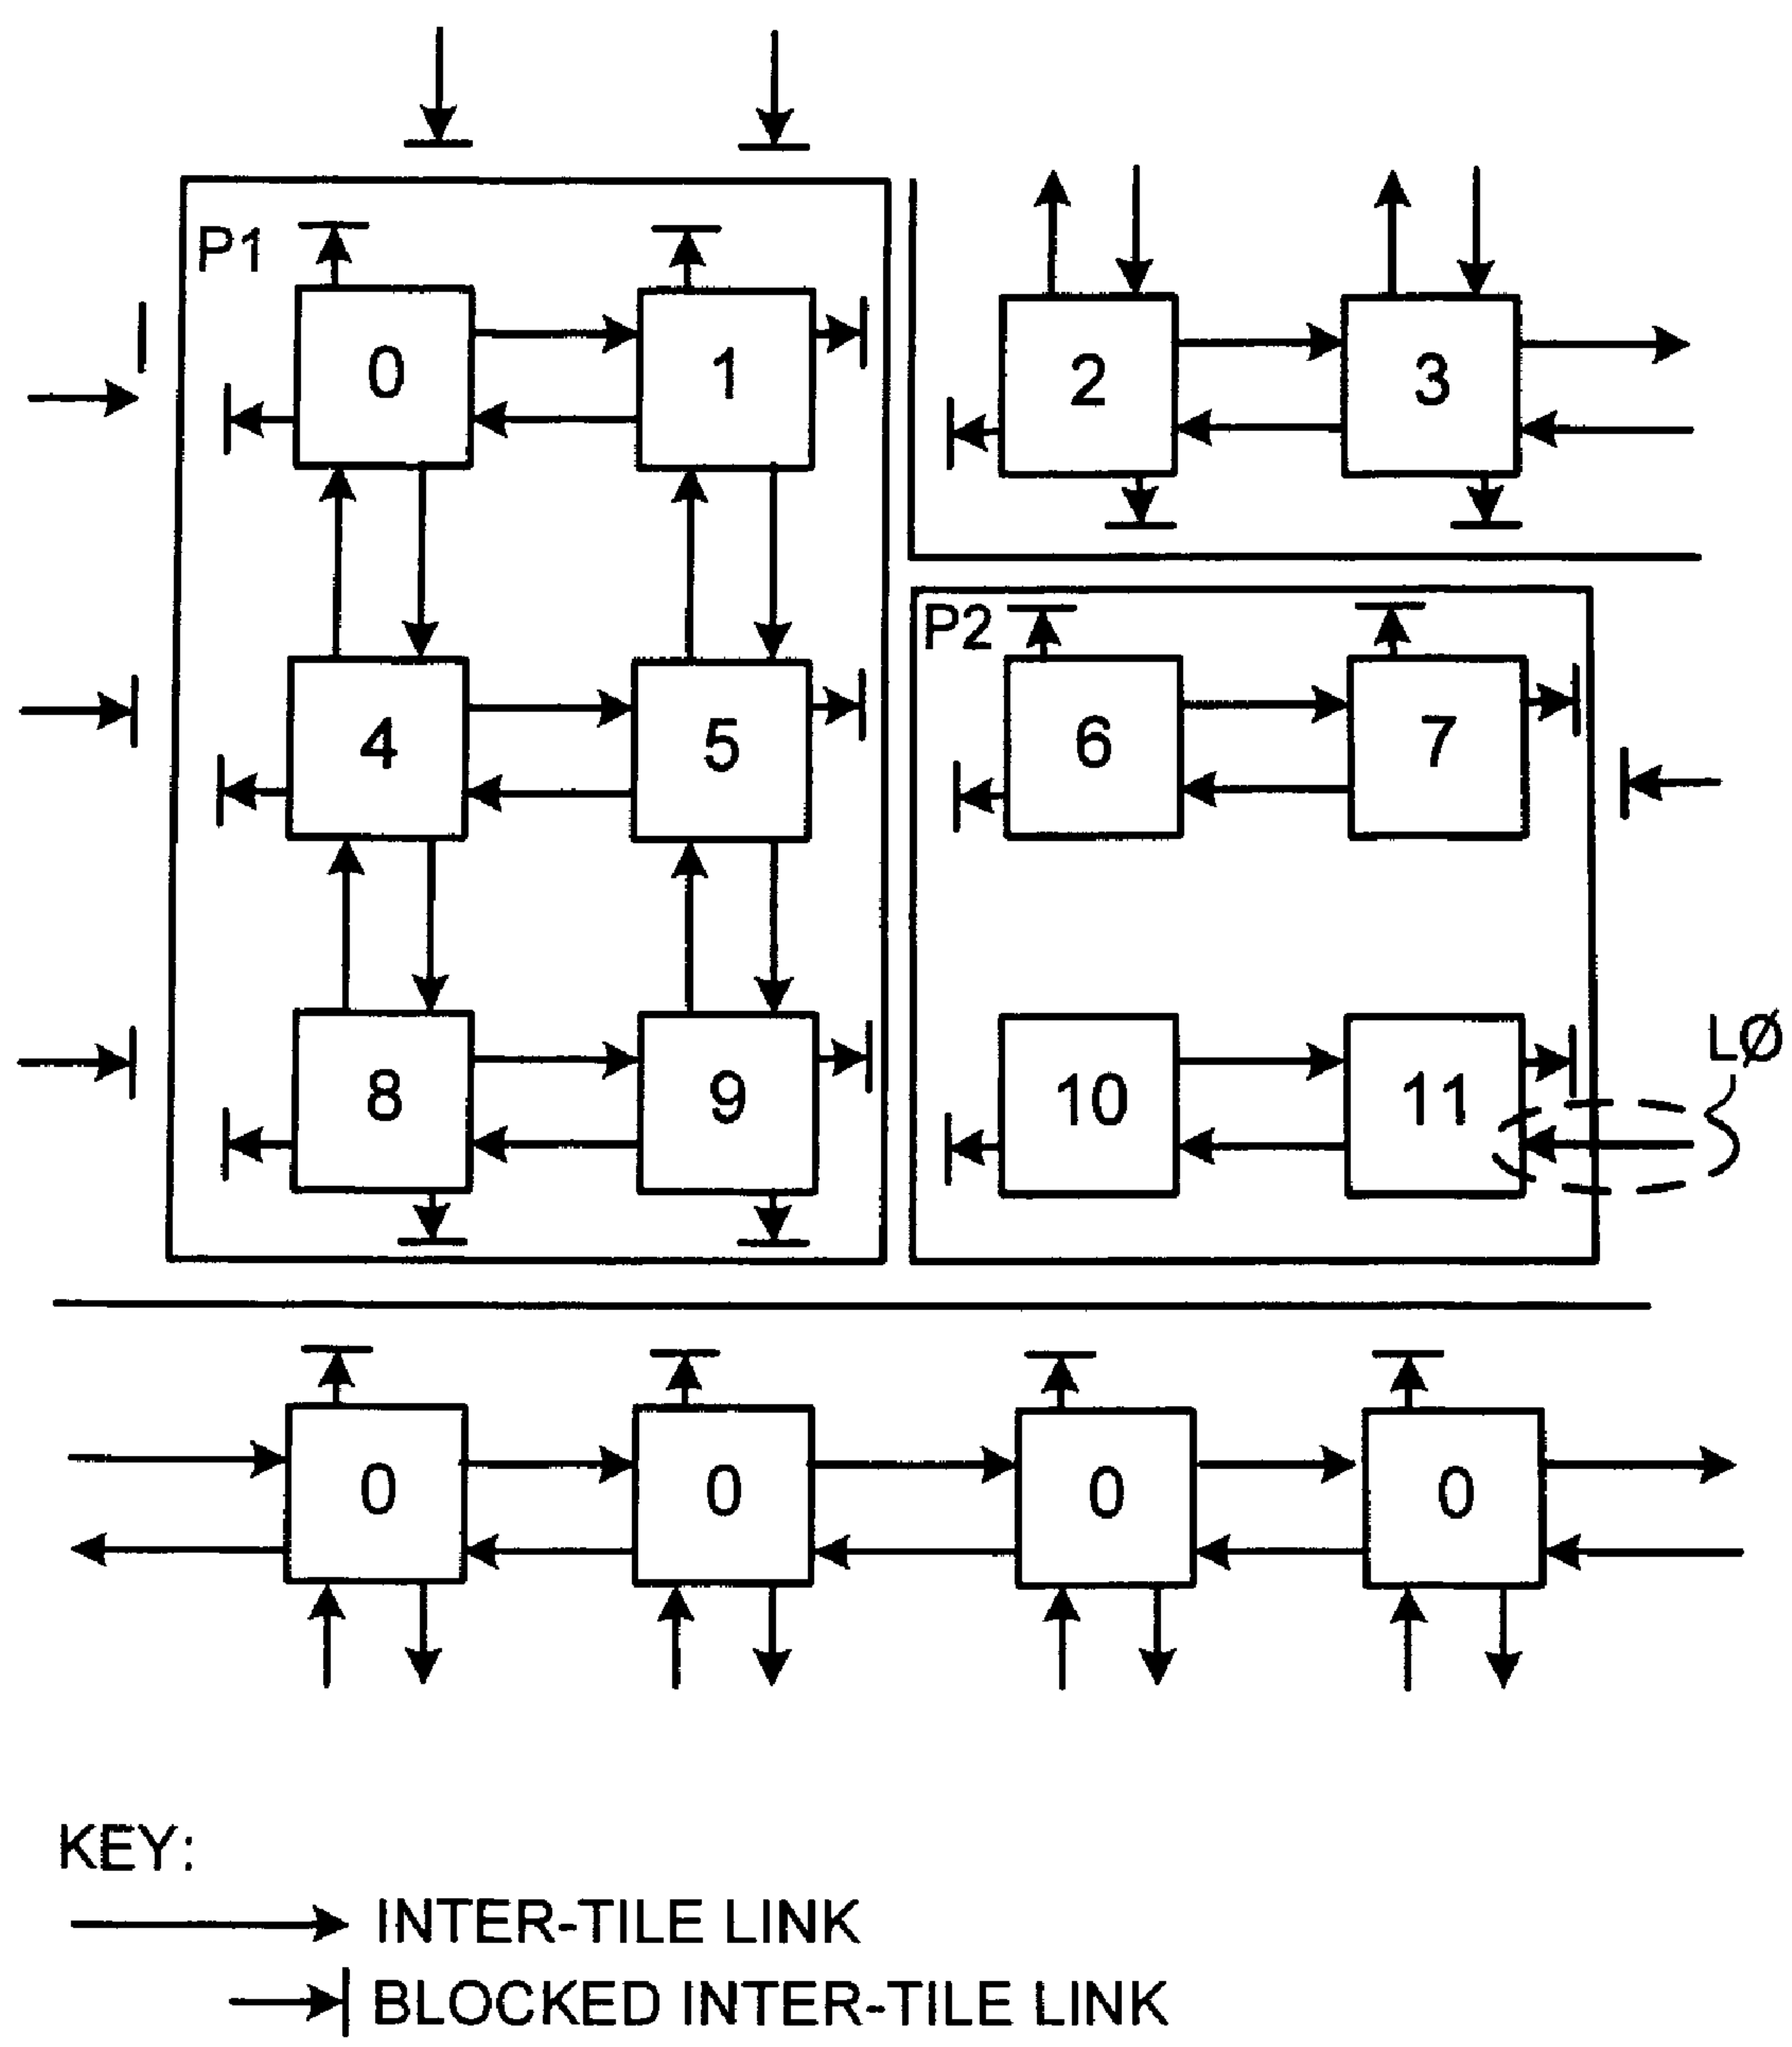 P1
0
1
2
3
P2
4
5
6
7
8
9
10
11
LØ
0
0
0
0
KEY:
INTER-TILE LINK
BLOCKED INTER-TILE LINK